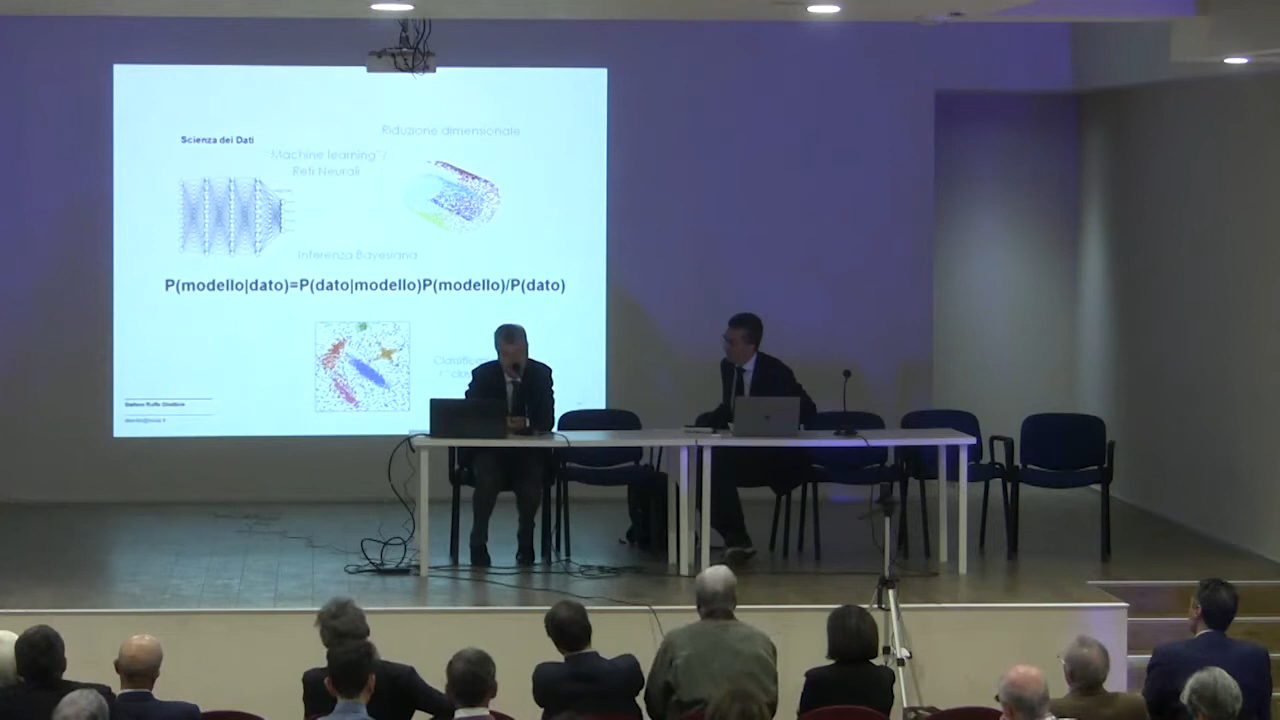 Riduzione dimensionale
Scienza dei Dati
"Machine learning" /
Reti Neurali
Inferenza Bayesiana
P(modello|dato)=P(dato|modello)P(modello)/P(dato)